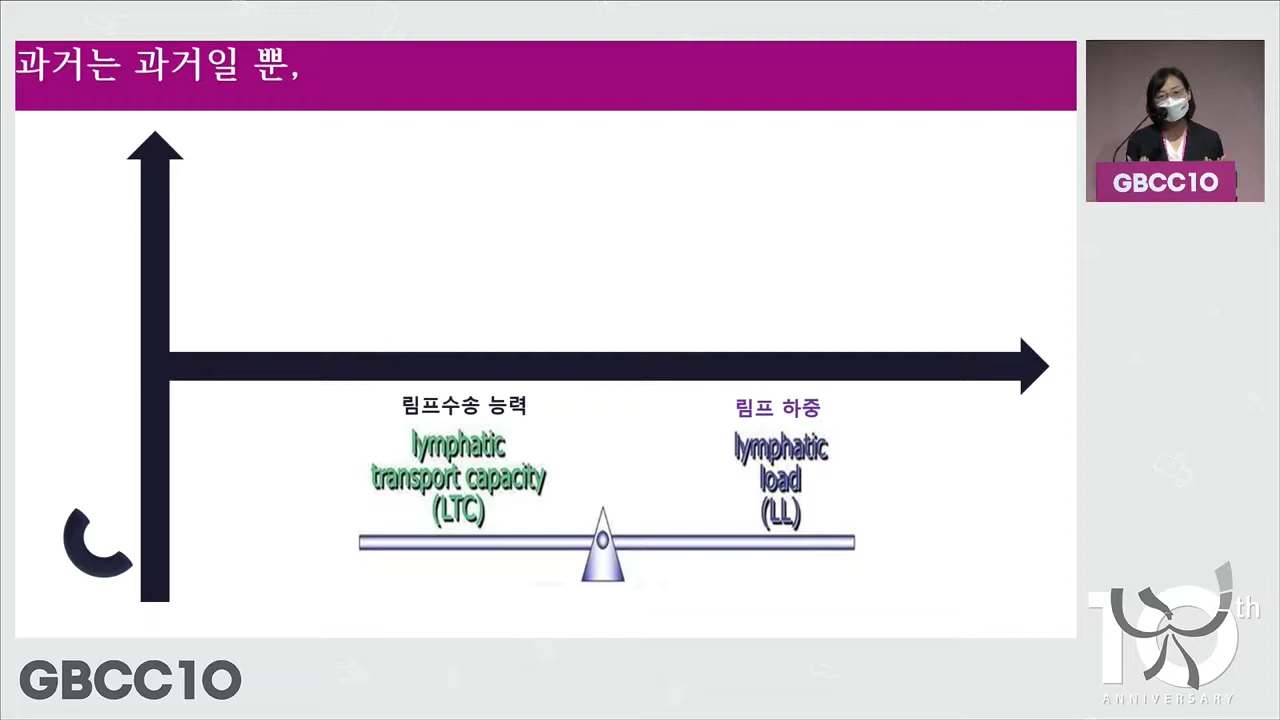 과거는 과거일 뿐,
GBCC10
림프수송 능력
lymphatic
transport capacity
(LTC)
림프 하중
lymphatic
load
(LL)
GBCC10
10th
ANNIVERSARY